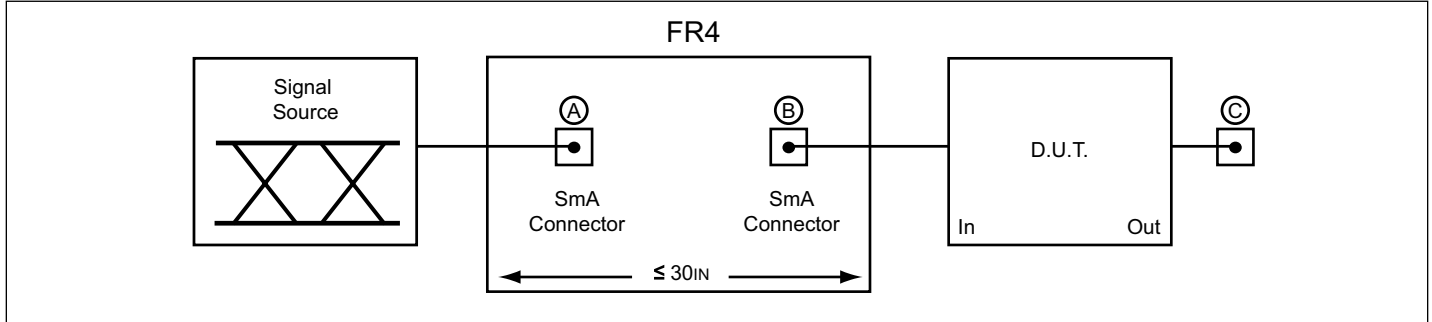 FR4
Signal
Source
A
B
C
D.U.T.
SmA
Connector
SmA
Connector
In
Out
≤ 30IN